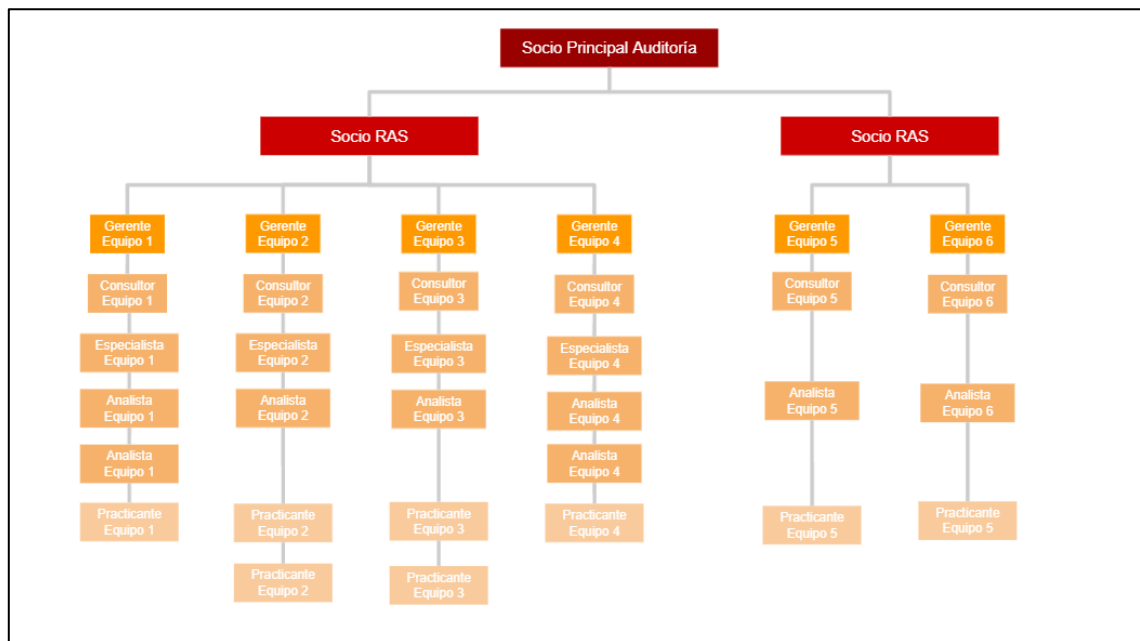 Socio Principal Auditoría
Socio RAS
Socio RAS
Gerente
Equipo 1
Gerente
Equipo 2
Gerente
Equipo 3
Gerente
Equipo 4
Gerente
Equipo 5
Gerente
Equipo 6
Consultor
Equipo 1
Consultor
Equipo 2
Consultor
Equipo 3
Consultor
Equipo 4
Consultor
Equipo 5
Consultor
Equipo 6
Especialista
Equipo 1
Especialista
Equipo 2
Especialista
Equipo 3
Especialista
Equipo 4
Analista
Equipo 1
Analista
Equipo 2
Analista
Equipo 3
Analista
Equipo 4
Analista
Equipo 5
Analista
Equipo 6
Analista
Equipo 1
Analista
Equipo 4
Practicante
Equipo 1
Practicante
Equipo 2
Practicante
Equipo 3
Practicante
Equipo 4
Practicante
Equipo 5
Practicante
Equipo 5
Practicante
Equipo 2
Practicante
Equipo 3